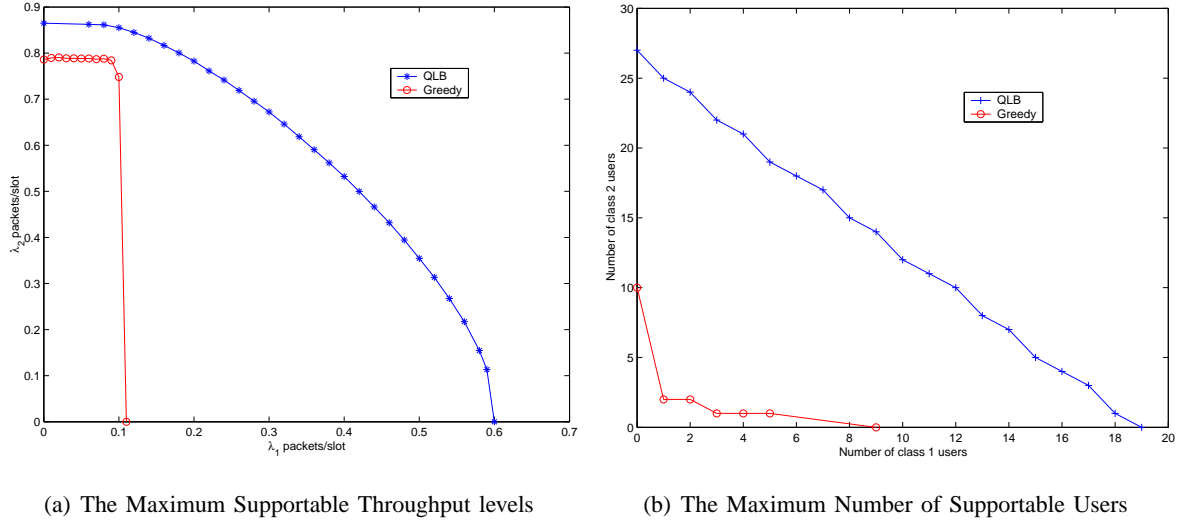 0.9
0.8
0.7
0.6
0.5
0.4
0.3
0.2
0.1
0
λ2 packets/slot
QLB
Greedy
0 0.1 0.2 0.3 0.4 0.5 0.6 0.7
λ1 packets/slot
(a) The Maximum Supportable Throughput levels
30
25
20
15
10
5
0
Number of class 2 users
QLB
Greedy
0 2 4 6 8 10 12 14 16 18 20
Number of class 1 users
(b) The Maximum Number of Supportable Users